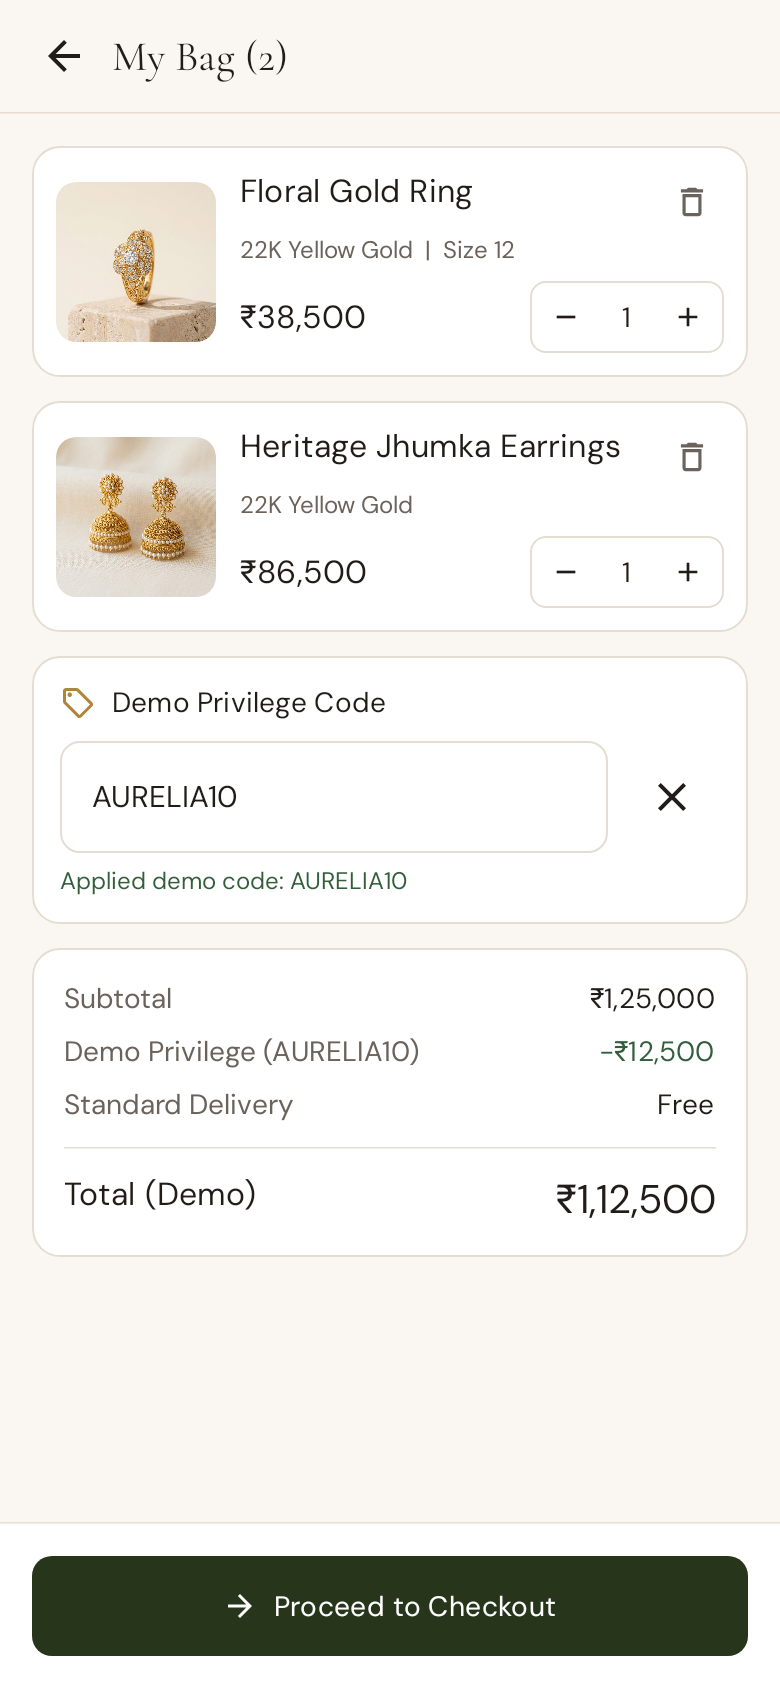 My Bag (2)
Floral Gold Ring
22K Yellow Gold | Size 12
₹38,500
− 1 +
Heritage Jhumka Earrings
22K Yellow Gold
₹86,500
− 1 +
Demo Privilege Code
AURELIA10
Applied demo code: AURELIA10
Subtotal ₹1,25,000
Demo Privilege (AURELIA10) -₹12,500
Standard Delivery Free
Total (Demo) ₹1,12,500
Proceed to Checkout